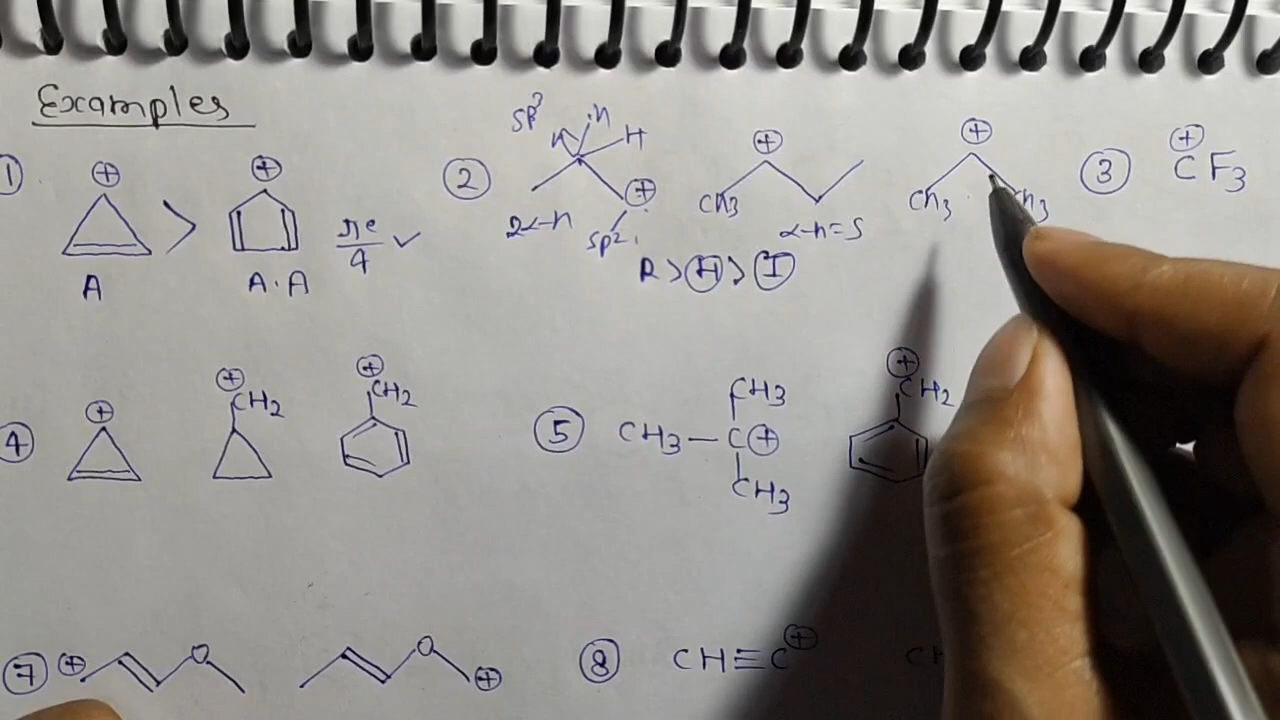 Examples
1 ⊕ > ⊕ πe/4 ✓
A A·A
2 sp3 H H H ⊕ sp2 2α-H
⊕ CH3 α-H=5
⊕ CH3 CH3
R > H > I
3 ⊕ CF3
4 ⊕ ⊕ CH2 ⊕ CH2
5 CH3 CH3—C⊕ CH3 ⊕ CH2
7 ⊕ O O ⊕
8 CH≡C⊕